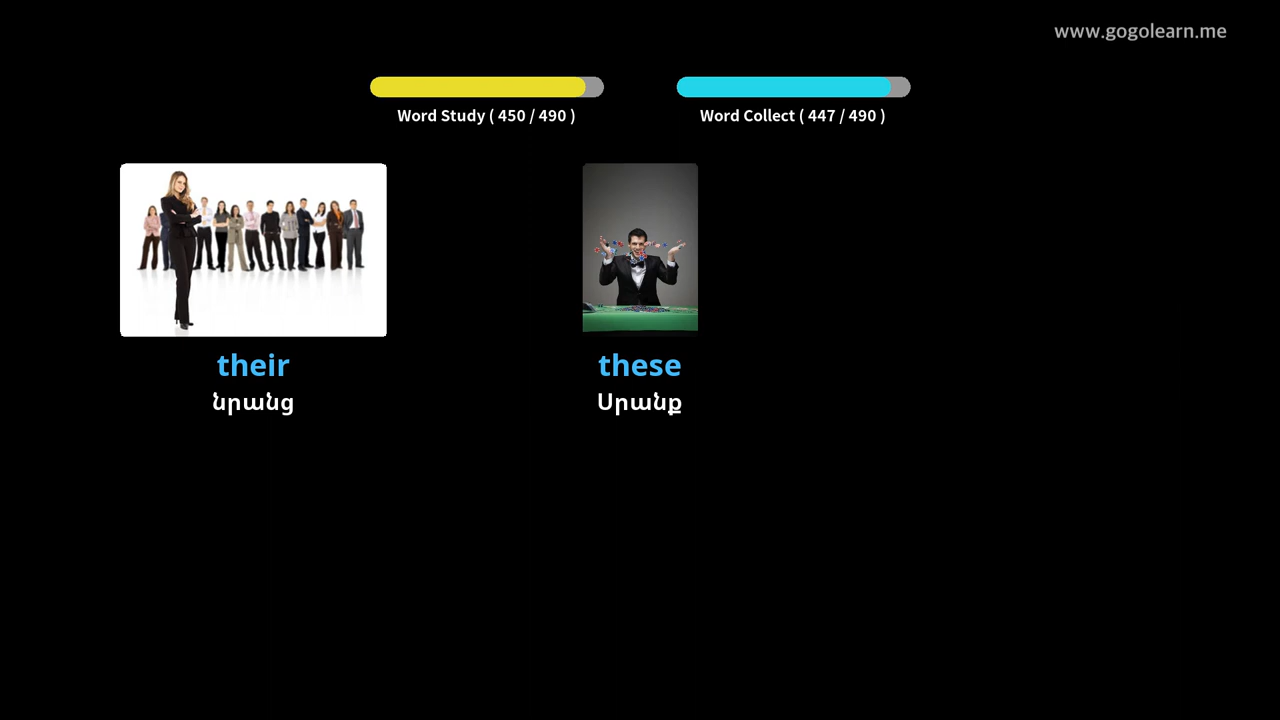 www.gogolearn.me
Word Study ( 450 / 490 )
Word Collect ( 447 / 490 )
their
նրանց
these
Սրանք